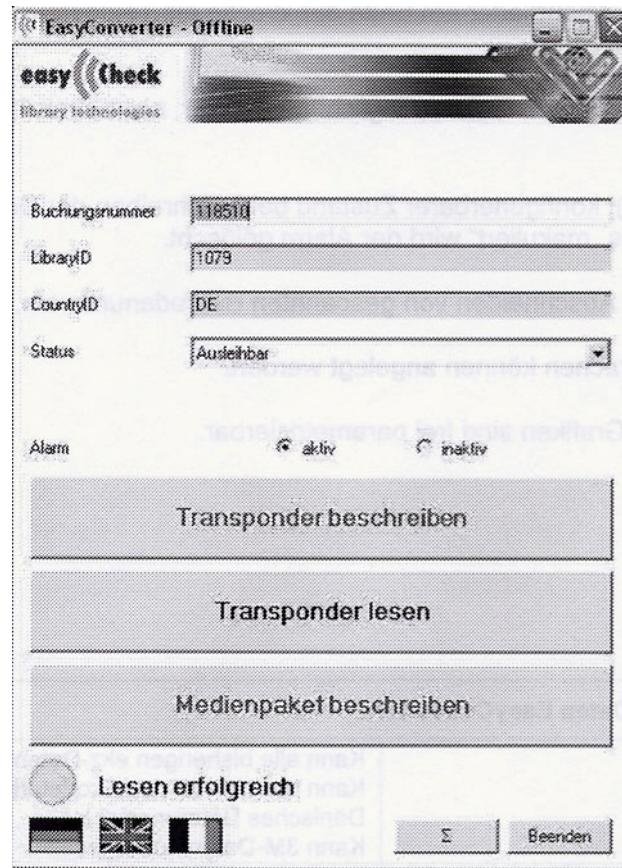 EasyConverter - Offline
easy Check
library technologies
Buchungsnummer 118510
LibraryID 1079
CountryID DE
Status Ausleihbar
Alarm aktiv inaktiv
Transponder beschreiben
Transponder lesen
Medienpaket beschreiben
Lesen erfolgreich
Σ Beenden